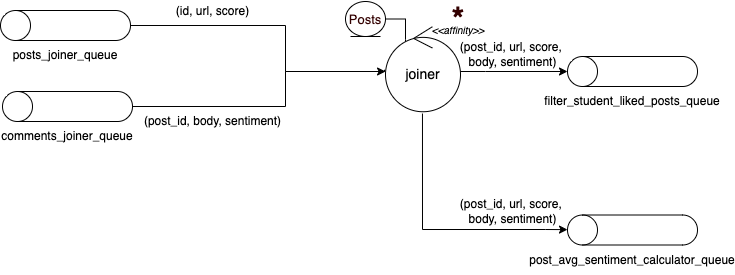 (id, url, score)
posts_joiner_queue
Posts
*
<<affinity>>
joiner
(post_id, url, score,
body, sentiment)
filter_student_liked_posts_queue
(post_id, body, sentiment)
comments_joiner_queue
(post_id, url, score,
body, sentiment)
post_avg_sentiment_calculator_queue